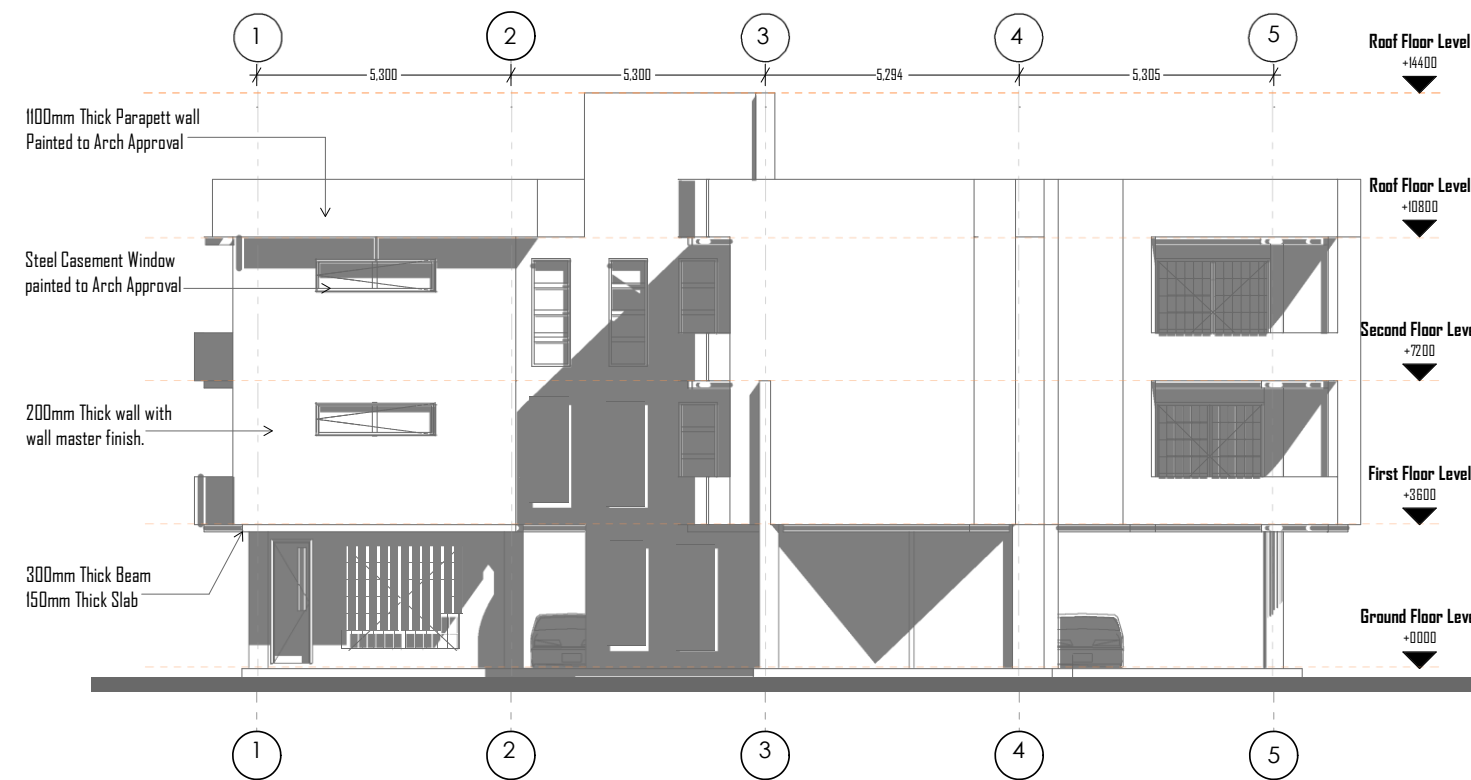 1
2
3
4
5
5,300
5,300
5,294
5,305
Roof Floor Level
+14400
1100mm Thick Parapett wall
Painted to Arch Approval
Roof Floor Level
+10800
Steel Casement Window
painted to Arch Approval
Second Floor Leve
+7200
200mm Thick wall with
wall master finish.
First Floor Level
+3600
300mm Thick Beam
150mm Thick Slab
Ground Floor Leve
+0000
1
2
3
4
5